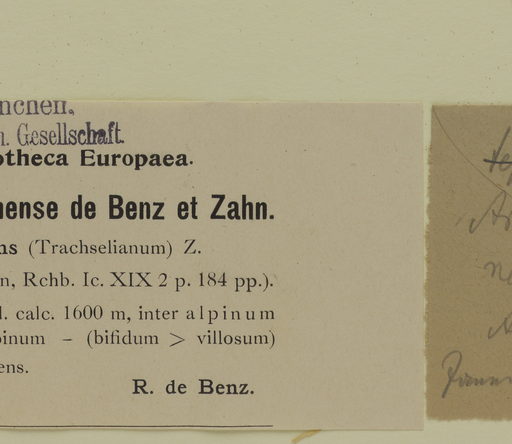 nchen.
n. Gesellschaft.
otheca Europaea.
nense de Benz et Zahn.
ns (Trachselianum) Z.
n, Rchb. Ic. XIX 2 p. 184 pp.).
l. calc. 1600 m, inter alpinum
pinum – (bifidum > villosum)
ens.
R. de Benz.